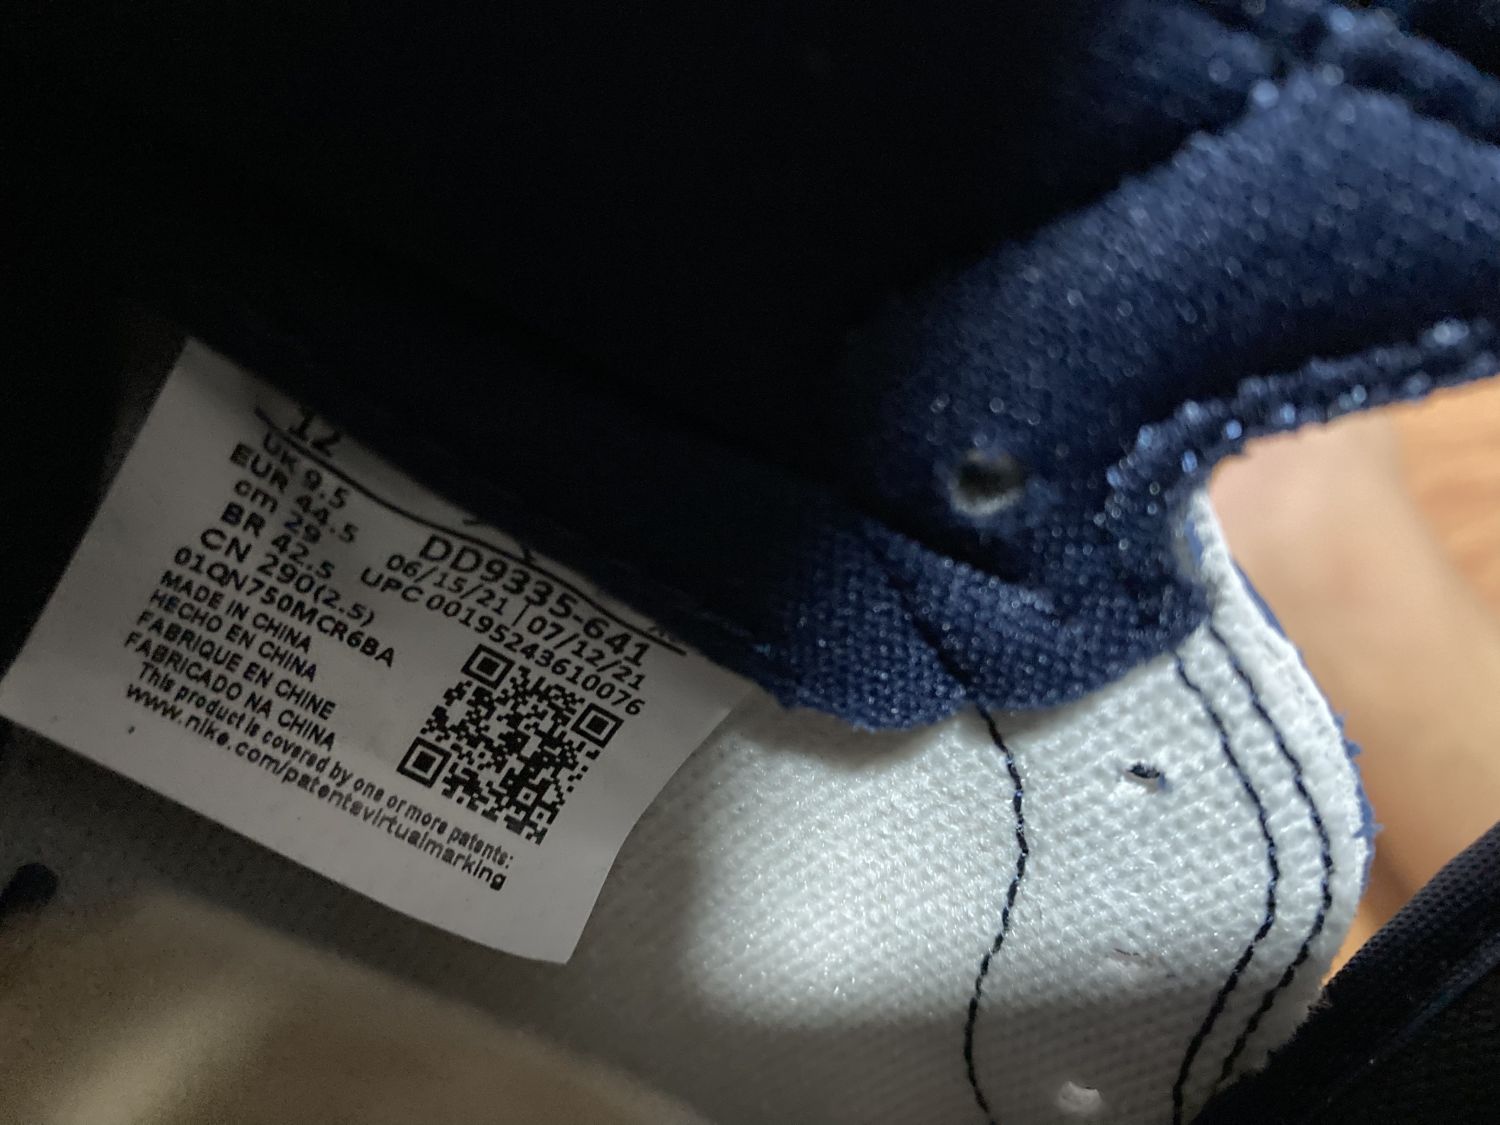 12
UK 9.5
EUR 44.5
cm 29
BR 42.5
CN 290(2.5)
01QN750MCR6BA
MADE IN CHINA
HECHO EN CHINA
FABRIQUE EN CHINE
FABRICADO NA CHINA
This product is covered by one or more patents:
www.nike.com/patentsvirtualmarking
DD9335-641
06/15/21 | 07/12/21
UPC 00195243610076